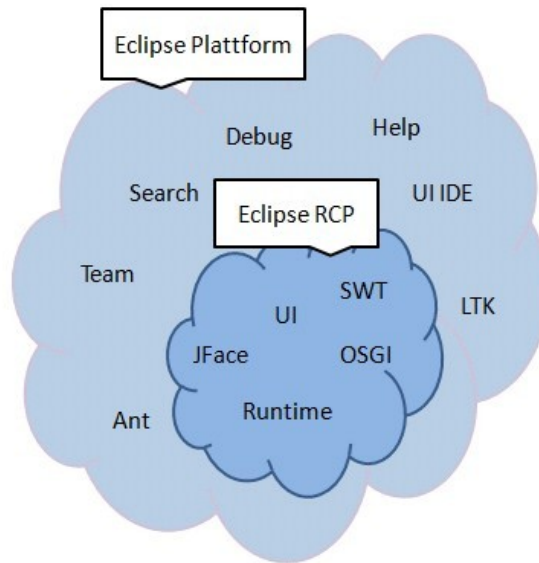 Eclipse Plattform
Debug
Help
Search
UI IDE
Eclipse RCP
Team
SWT
LTK
UI
JFace
OSGI
Runtime
Ant